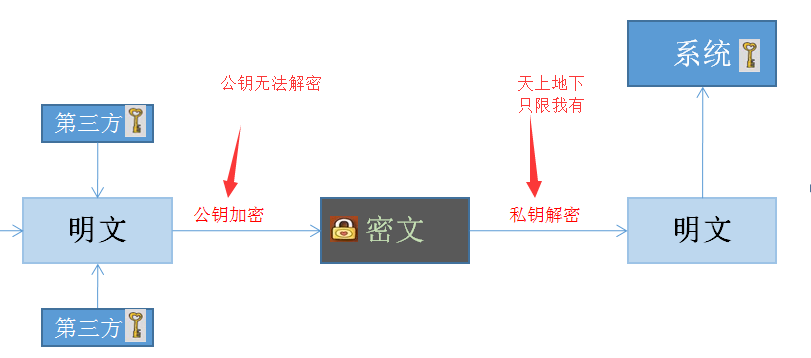 系统
公钥无法解密
天上地下
只限我有
第三方
明文
公钥加密
密文
私钥解密
明文
第三方